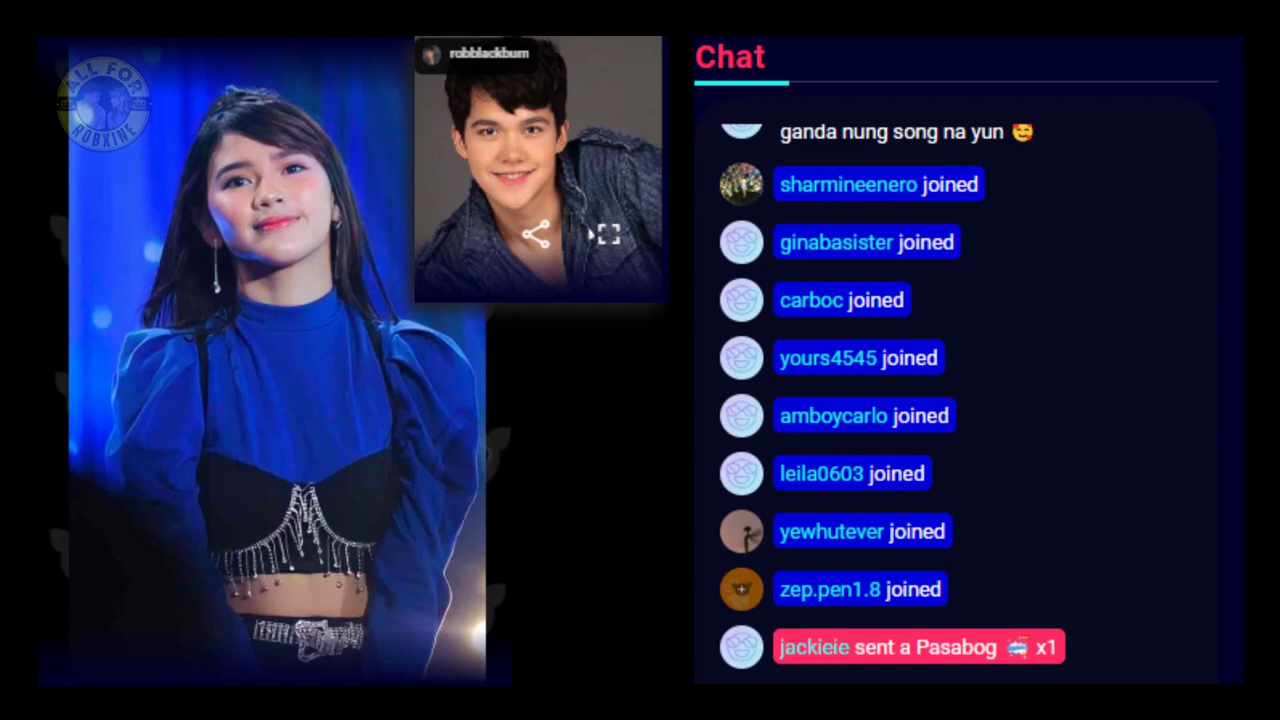 ALL FOR
ROBXINE
robblackburn
Chat
ganda nung song na yun 🥰
sharmineenero joined
ginabasister joined
carboc joined
yours4545 joined
amboycarlo joined
leila0603 joined
yewhutever joined
zep.pen1.8 joined
jackieie sent a Pasabog x1